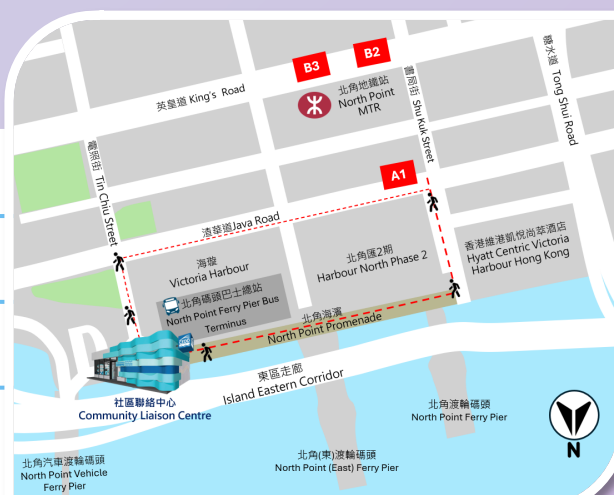 B3
B2
英皇道 King's Road
北角地鐵站
North Point
MTR
書局街 Shu Kuk Street
糖水道 Tong Shui Road
電照街 Tin Chiu Street
A1
渣華道Java Road
海璇
Victoria Harbour
北角匯2期
Harbour North Phase 2
香港維港凱悅尚萃酒店
Hyatt Centric Victoria
Harbour Hong Kong
北角碼頭巴士總站
North Point Ferry Pier Bus
Terminus
北角海濱
North Point Promenade
東區走廊
Island Eastern Corridor
社區聯絡中心
Community Liaison Centre
北角渡輪碼頭
North Point Ferry Pier
北角(東)渡輪碼頭
North Point (East) Ferry Pier
北角汽車渡輪碼頭
North Point Vehicle
Ferry Pier
N